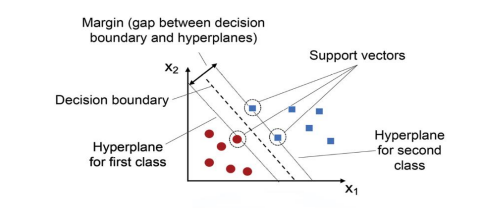 Margin (gap between decision
boundary and hyperplanes)
Support vectors
x₂
Decision boundary
Hyperplane
for first class
Hyperplane
for second
class
x₁